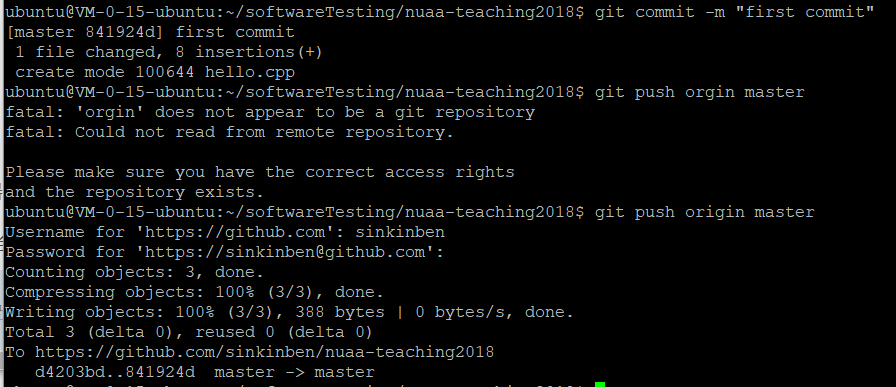 ubuntu@VM-0-15-ubuntu:~/softwareTesting/nuaa-teaching2018$ git commit -m "first commit"
[master 841924d] first commit
 1 file changed, 8 insertions(+)
 create mode 100644 hello.cpp
ubuntu@VM-0-15-ubuntu:~/softwareTesting/nuaa-teaching2018$ git push orgin master
fatal: 'orgin' does not appear to be a git repository
fatal: Could not read from remote repository.

Please make sure you have the correct access rights
and the repository exists.
ubuntu@VM-0-15-ubuntu:~/softwareTesting/nuaa-teaching2018$ git push origin master
Username for 'https://github.com': sinkinben
Password for 'https://sinkinben@github.com':
Counting objects: 3, done.
Compressing objects: 100% (3/3), done.
Writing objects: 100% (3/3), 388 bytes | 0 bytes/s, done.
Total 3 (delta 0), reused 0 (delta 0)
To https://github.com/sinkinben/nuaa-teaching2018
   d4203bd..841924d  master -> master